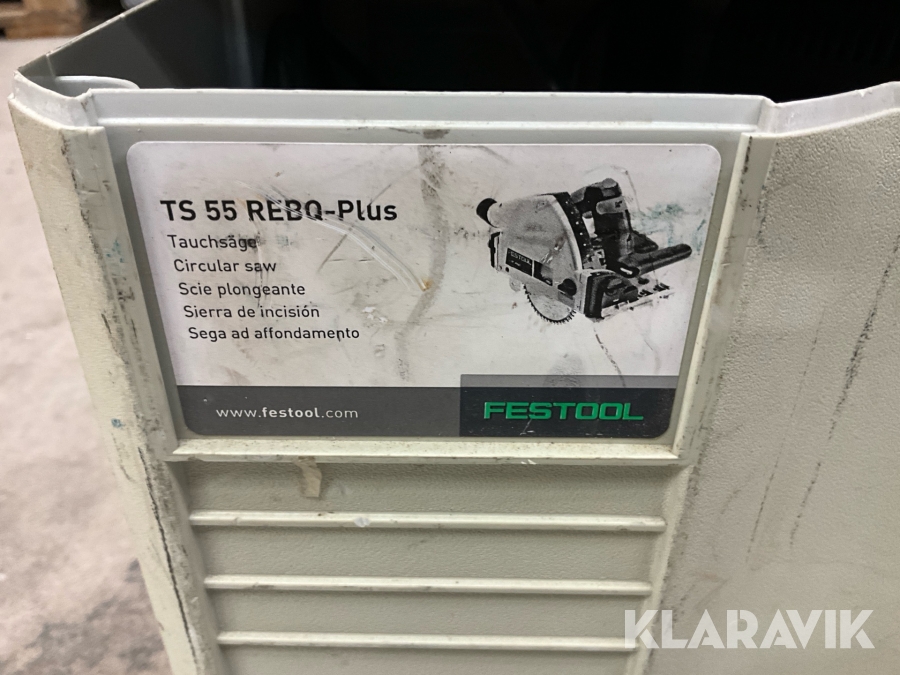 TS 55 REBQ-Plus
Tauchsäge
Circular saw
Scie plongeante
Sierra de incisión
Sega ad affondamento
FESTOOL
www.festool.com
FESTOOL
KLARAVIK